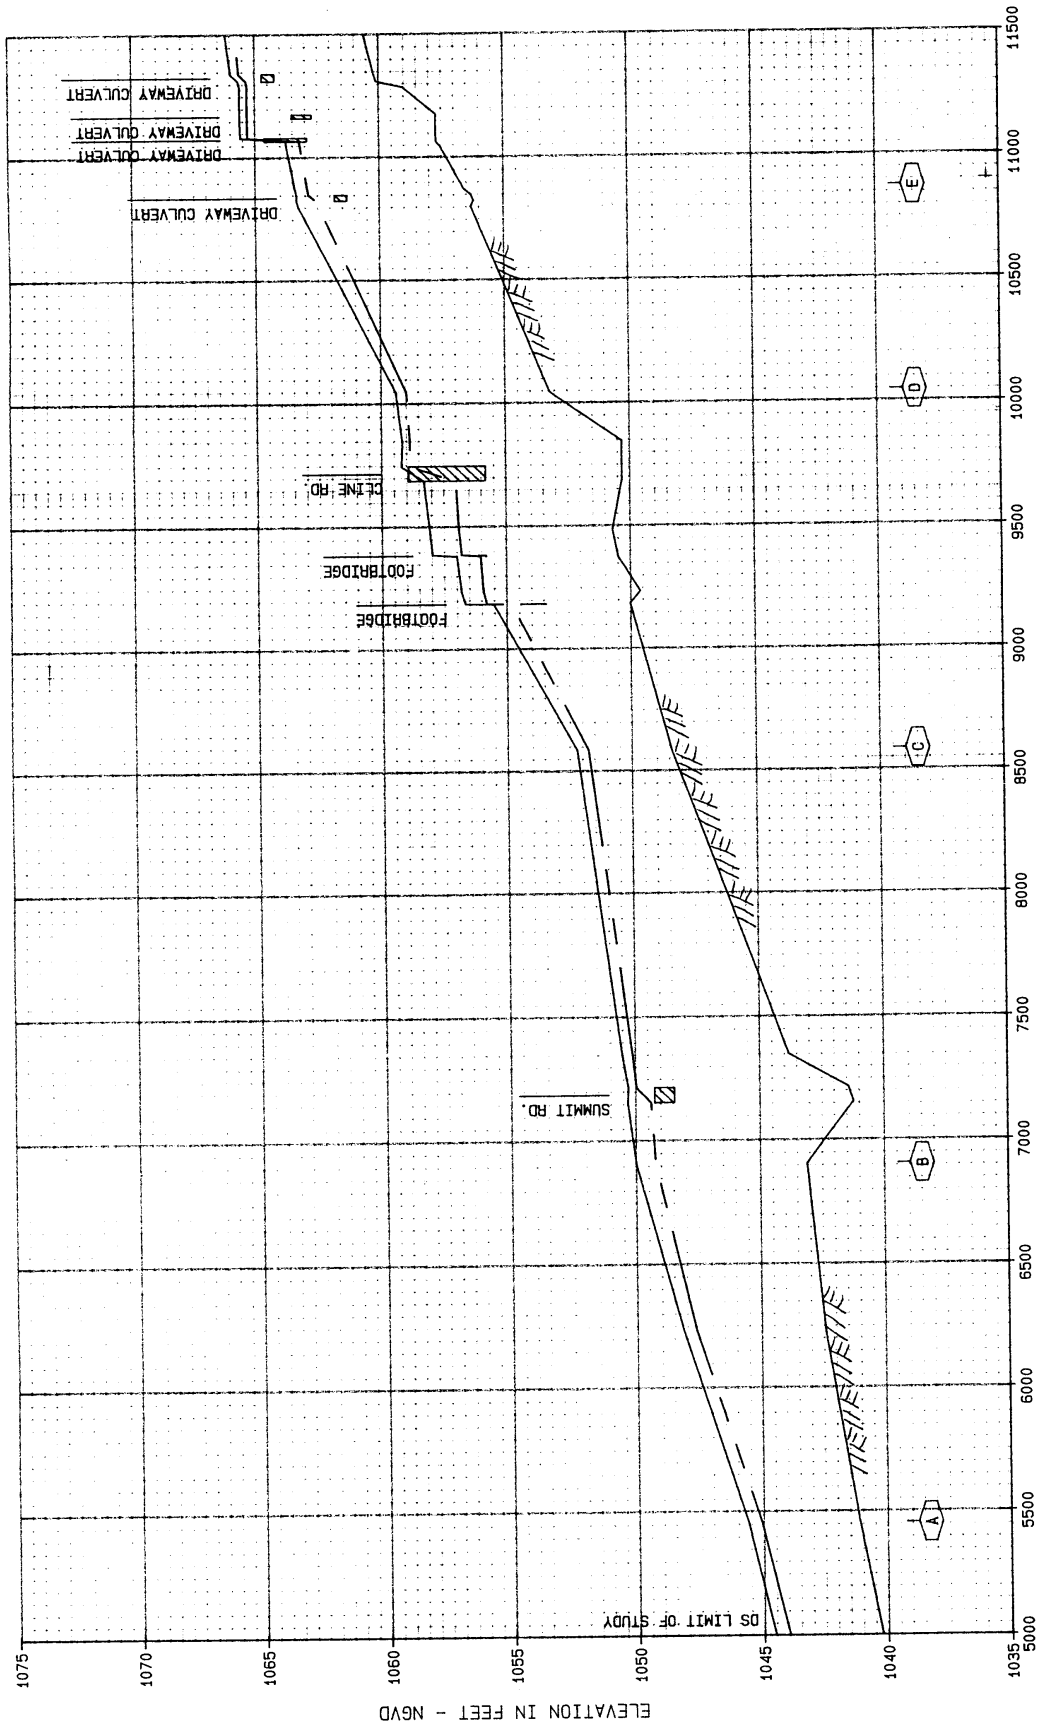 ELEVATION IN FEET - NGVD
1075
1070
1065
1060
1050
1050
1045
1040
1035
5000
5500
6000
6500
7000
7500
8000
8500
9000
9500
10000
10500
11000
11500
DS LIMIT OF STUDY
SUMMIT RD.
FOOTBRIDGE
FOOTBRIDGE
CLINE RD
DRIVEWAY CULVERT
DRIVEWAY CULVERT
DRIVEWAY CULVERT
DRIVEWAY CULVERT
A
B
C
D
E